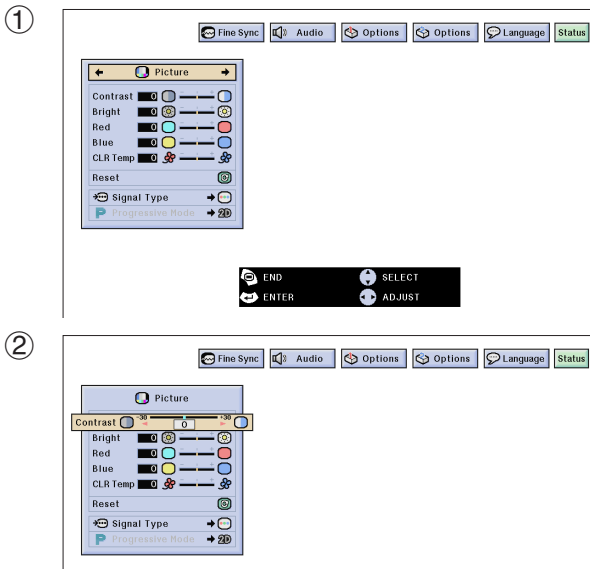 ①
Fine Sync Audio Options Options Language Status
Picture
Contrast 0 − +
Bright 0 − +
Red 0 − +
Blue 0 − +
CLR Temp 0 − +
Reset
Signal Type
P Progressive Mode 2D
END SELECT
ENTER ADJUST
②
Fine Sync Audio Options Options Language Status
Picture
Contrast -30 0 +30
Bright 0 − +
Red 0 − +
Blue 0 − +
CLR Temp 0 − +
Reset
Signal Type
P Progressive Mode 2D